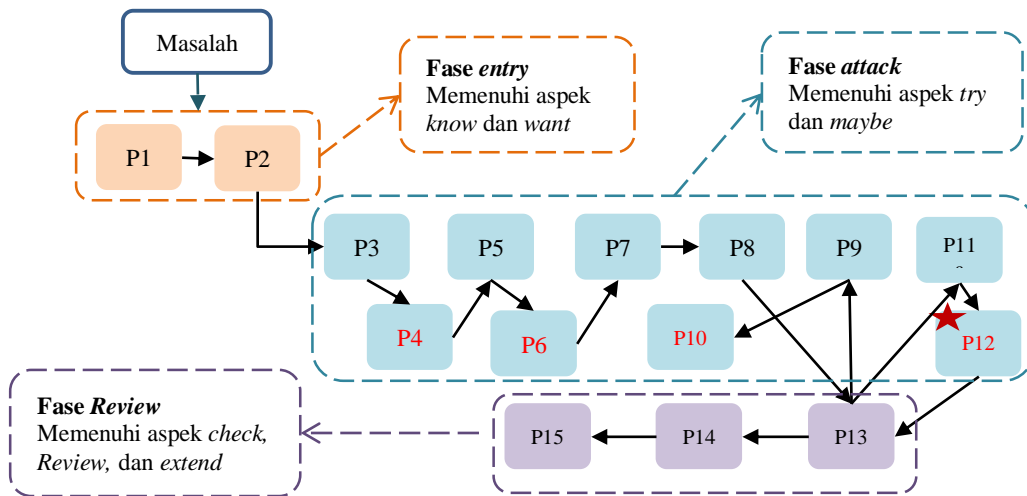 Masalah
Fase entry
Memenuhi aspek
know dan want
Fase attack
Memenuhi aspek try
dan maybe
P1
P2
P3
P5
P7
P8
P9
P11
P4
P6
P10
P12
Fase Review
Memenuhi aspek check,
Review, dan extend
P15
P14
P13